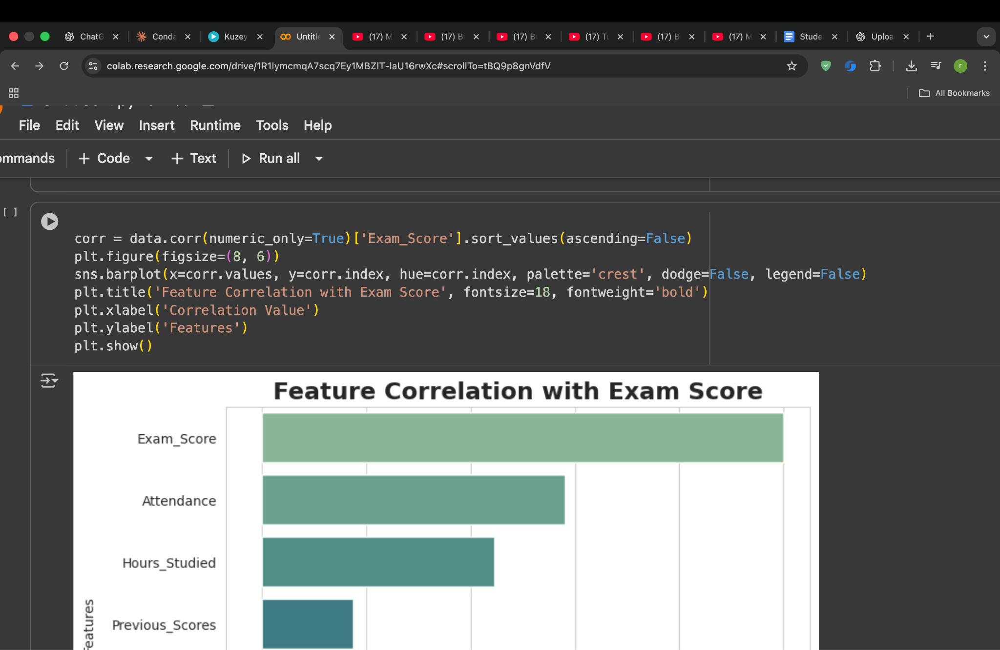 ChatG
Conda
Kuzey
Untitle
(17) M
(17) B
(17) B
(17) Tu
(17) B
(17) M
Stude
Uploa
colab.research.google.com/drive/1R1lymcmqA7scq7Ey1MBZIT-laU16rwXc#scrollTo=tBQ9p8gnVdfV
r
All Bookmarks
File Edit View Insert Runtime Tools Help
ommands + Code + Text Run all
[ ]
corr = data.corr(numeric_only=True)['Exam_Score'].sort_values(ascending=False)
plt.figure(figsize=(8, 6))
sns.barplot(x=corr.values, y=corr.index, hue=corr.index, palette='crest', dodge=False, legend=False)
plt.title('Feature Correlation with Exam Score', fontsize=18, fontweight='bold')
plt.xlabel('Correlation Value')
plt.ylabel('Features')
plt.show()
Feature Correlation with Exam Score
Exam_Score
Attendance
Hours_Studied
Previous_Scores
Features